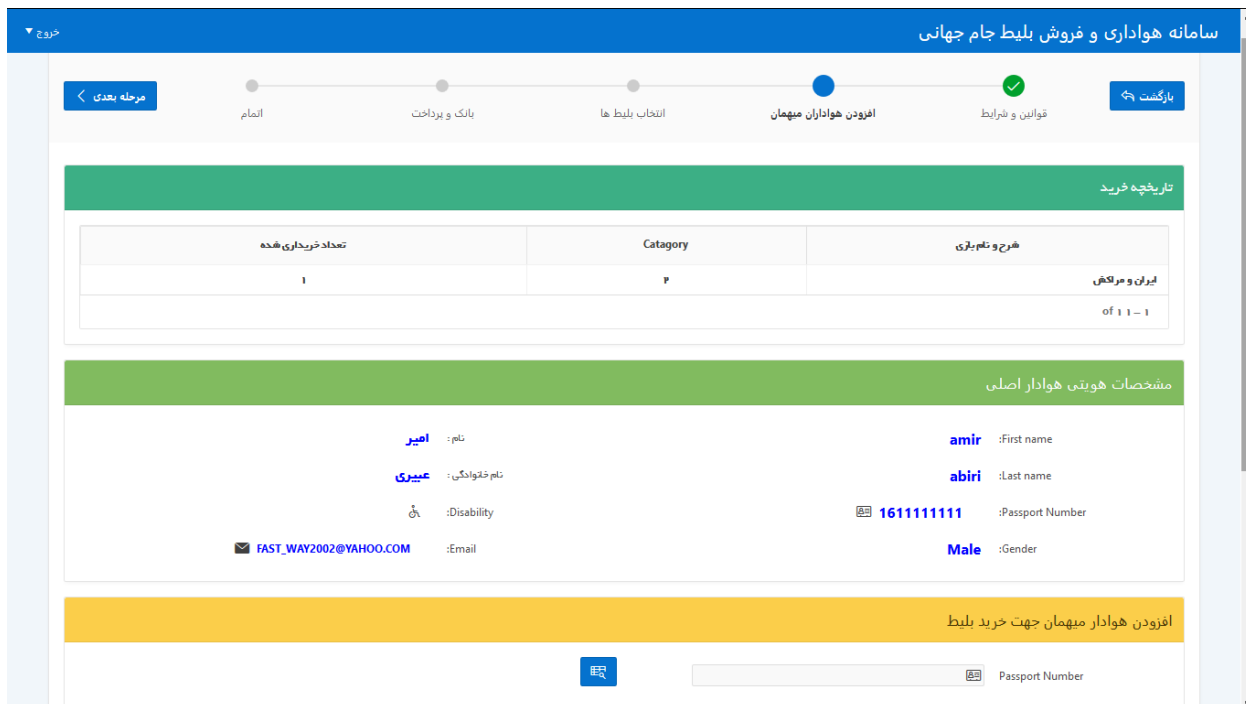 سامانه هواداری و فروش بلیط جام جهانی
خروج
بازگشت
قوانین و شرایط
افزودن هواداران میهمان
انتخاب بلیط ها
بانک و پرداخت
اتمام
مرحله بعدی
تاریخچه خرید
شرح و نام بازی Catagory تعداد خریداری شده
ایران و مراکش ۲ ۱
۱ - ۱ of ۱
مشخصات هویتی هوادار اصلی
First name: amir نام : امیر
Last name: abiri نام خانوادگی : عبیری
Passport Number: 1611111111 Disability:
Gender: Male Email: FAST_WAY2002@YAHOO.COM
افزودن هوادار میهمان جهت خرید بلیط
Passport Number